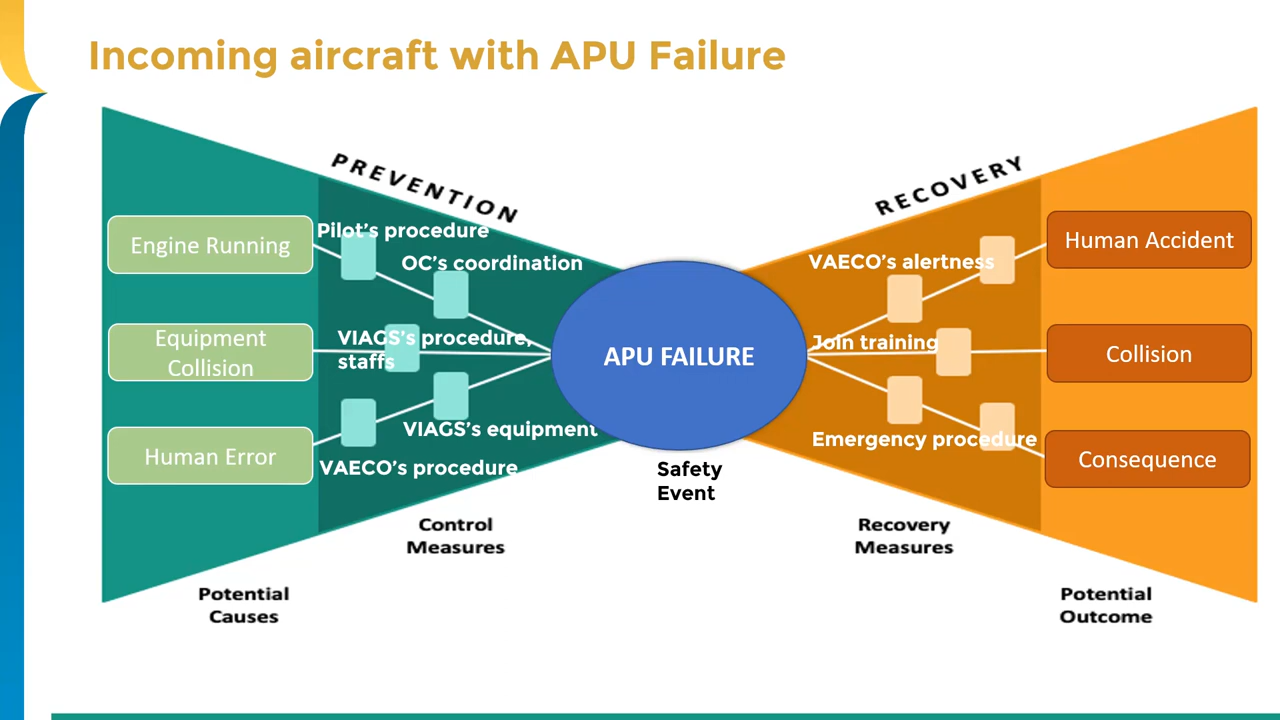 Incoming aircraft with APU Failure
PREVENTION
RECOVERY
Engine Running
Equipment
Collision
Human Error
Pilot's procedure
OC's coordination
VIAGS's procedure,
staffs
VIAGS's equipment
VAECO's procedure
APU FAILURE
Safety
Event
VAECO's alertness
Join training
Emergency procedure
Human Accident
Collision
Consequence
Control
Measures
Recovery
Measures
Potential
Causes
Potential
Outcome